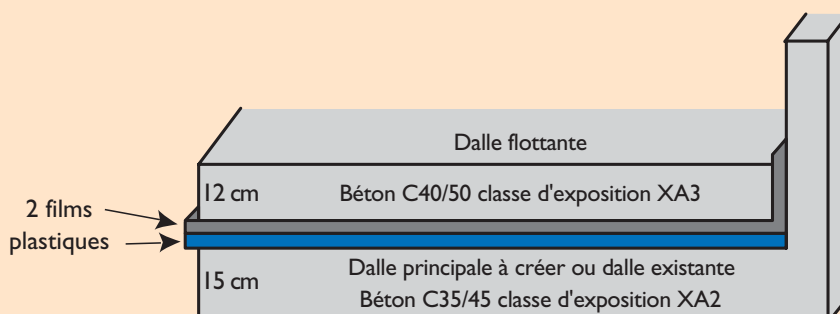 Dalle flottante
12 cm
Béton C40/50 classe d'exposition XA3
2 films
plastiques
15 cm
Dalle principale à créer ou dalle existante
Béton C35/45 classe d'exposition XA2